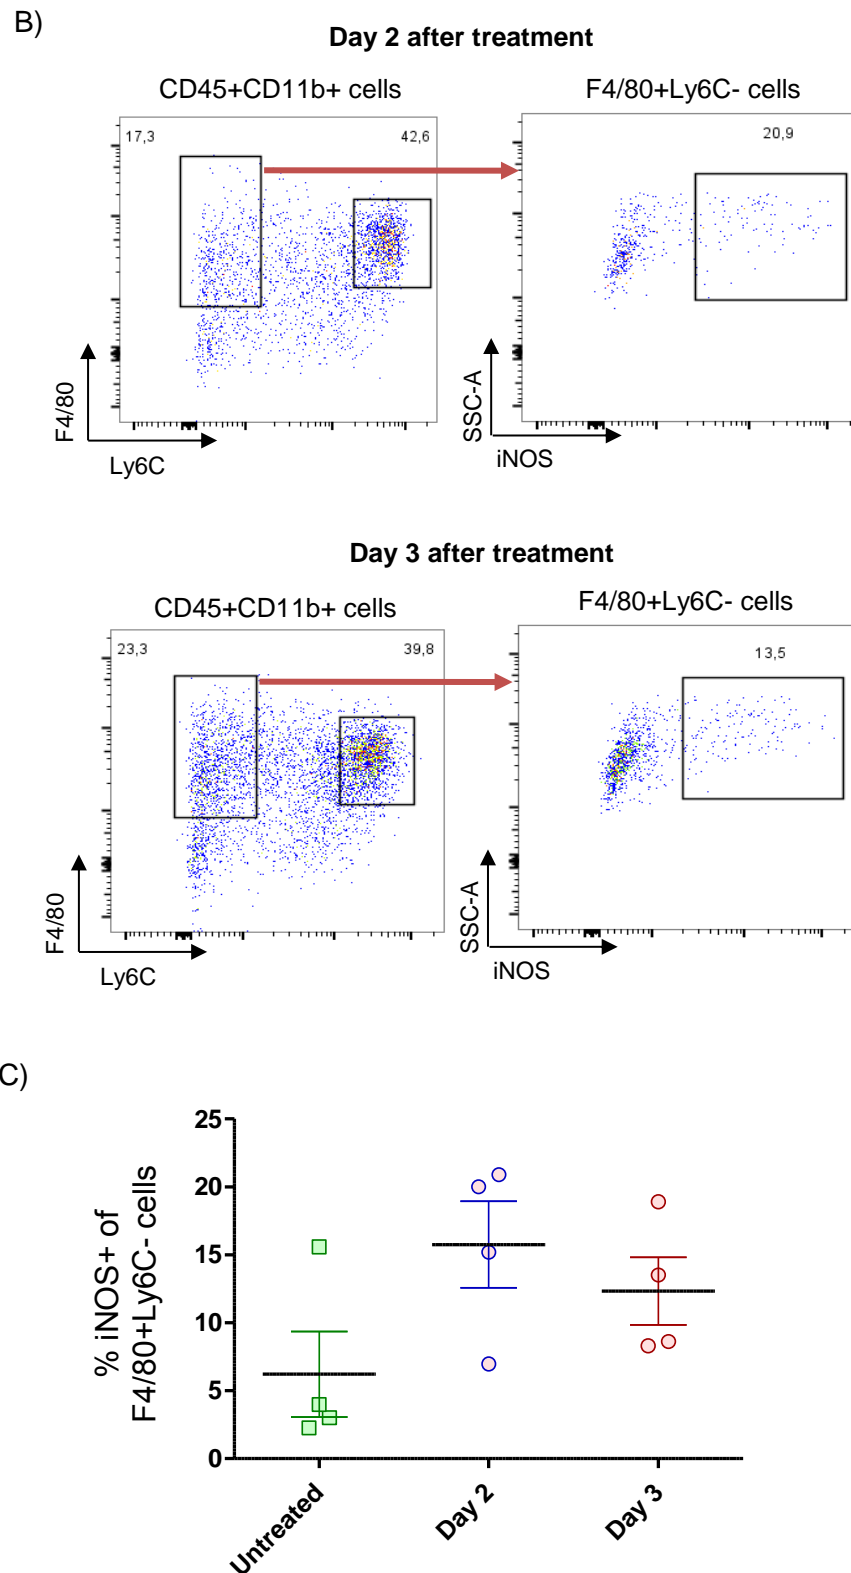 B)
Day 2 after treatment
CD45+CD11b+ cells
F4/80+Ly6C- cells
17,3
42,6
20,9
F4/80
Ly6C
SSC-A
iNOS
Day 3 after treatment
CD45+CD11b+ cells
F4/80+Ly6C- cells
23,3
39,8
13,5
F4/80
Ly6C
SSC-A
iNOS
C)
% iNOS+ of
F4/80+Ly6C- cells
25
20
15
10
5
0
Untreated
Day 2
Day 3